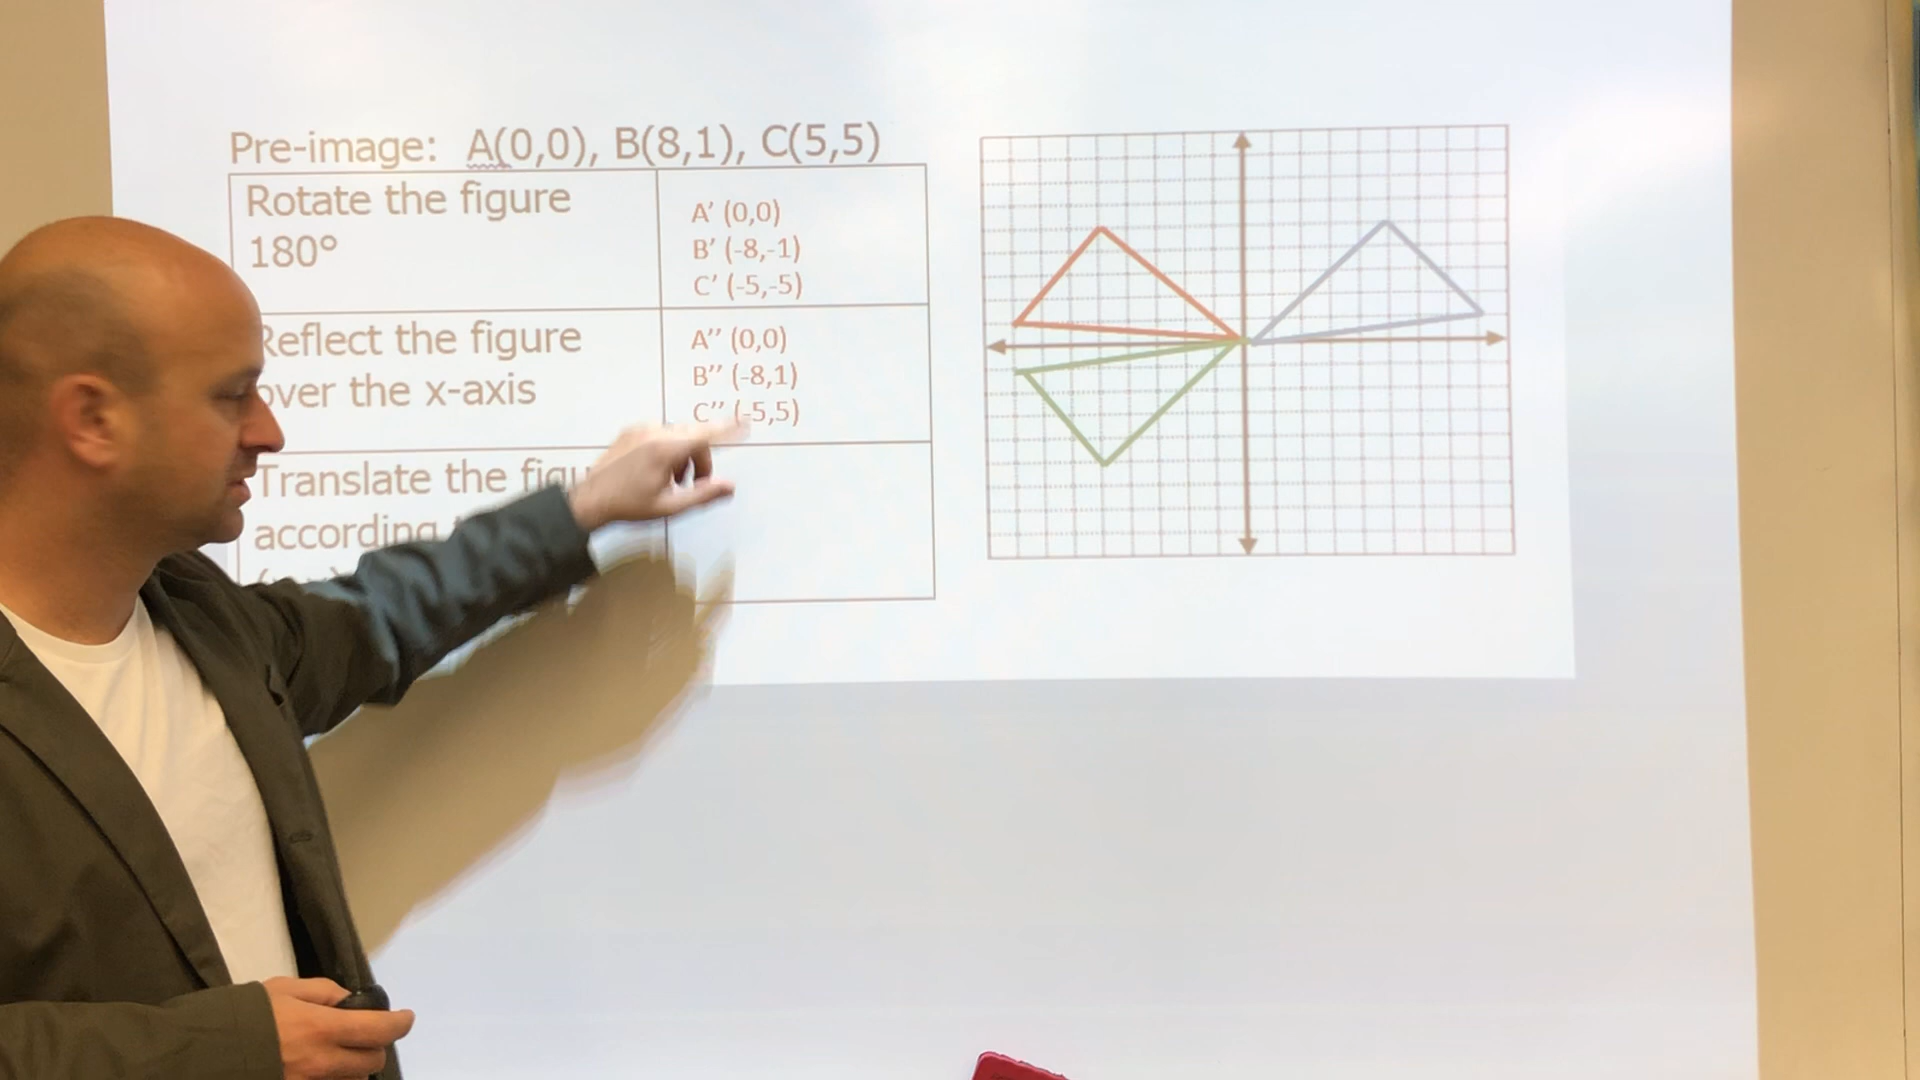 Pre-image: A(0,0), B(8,1), C(5,5)
Rotate the figure
180°
A’ (0,0)
B’ (-8,-1)
C’ (-5,-5)
Reflect the figure
over the x-axis
A’’ (0,0)
B’’ (-8,1)
C’’ (-5,5)
Translate the figu
according